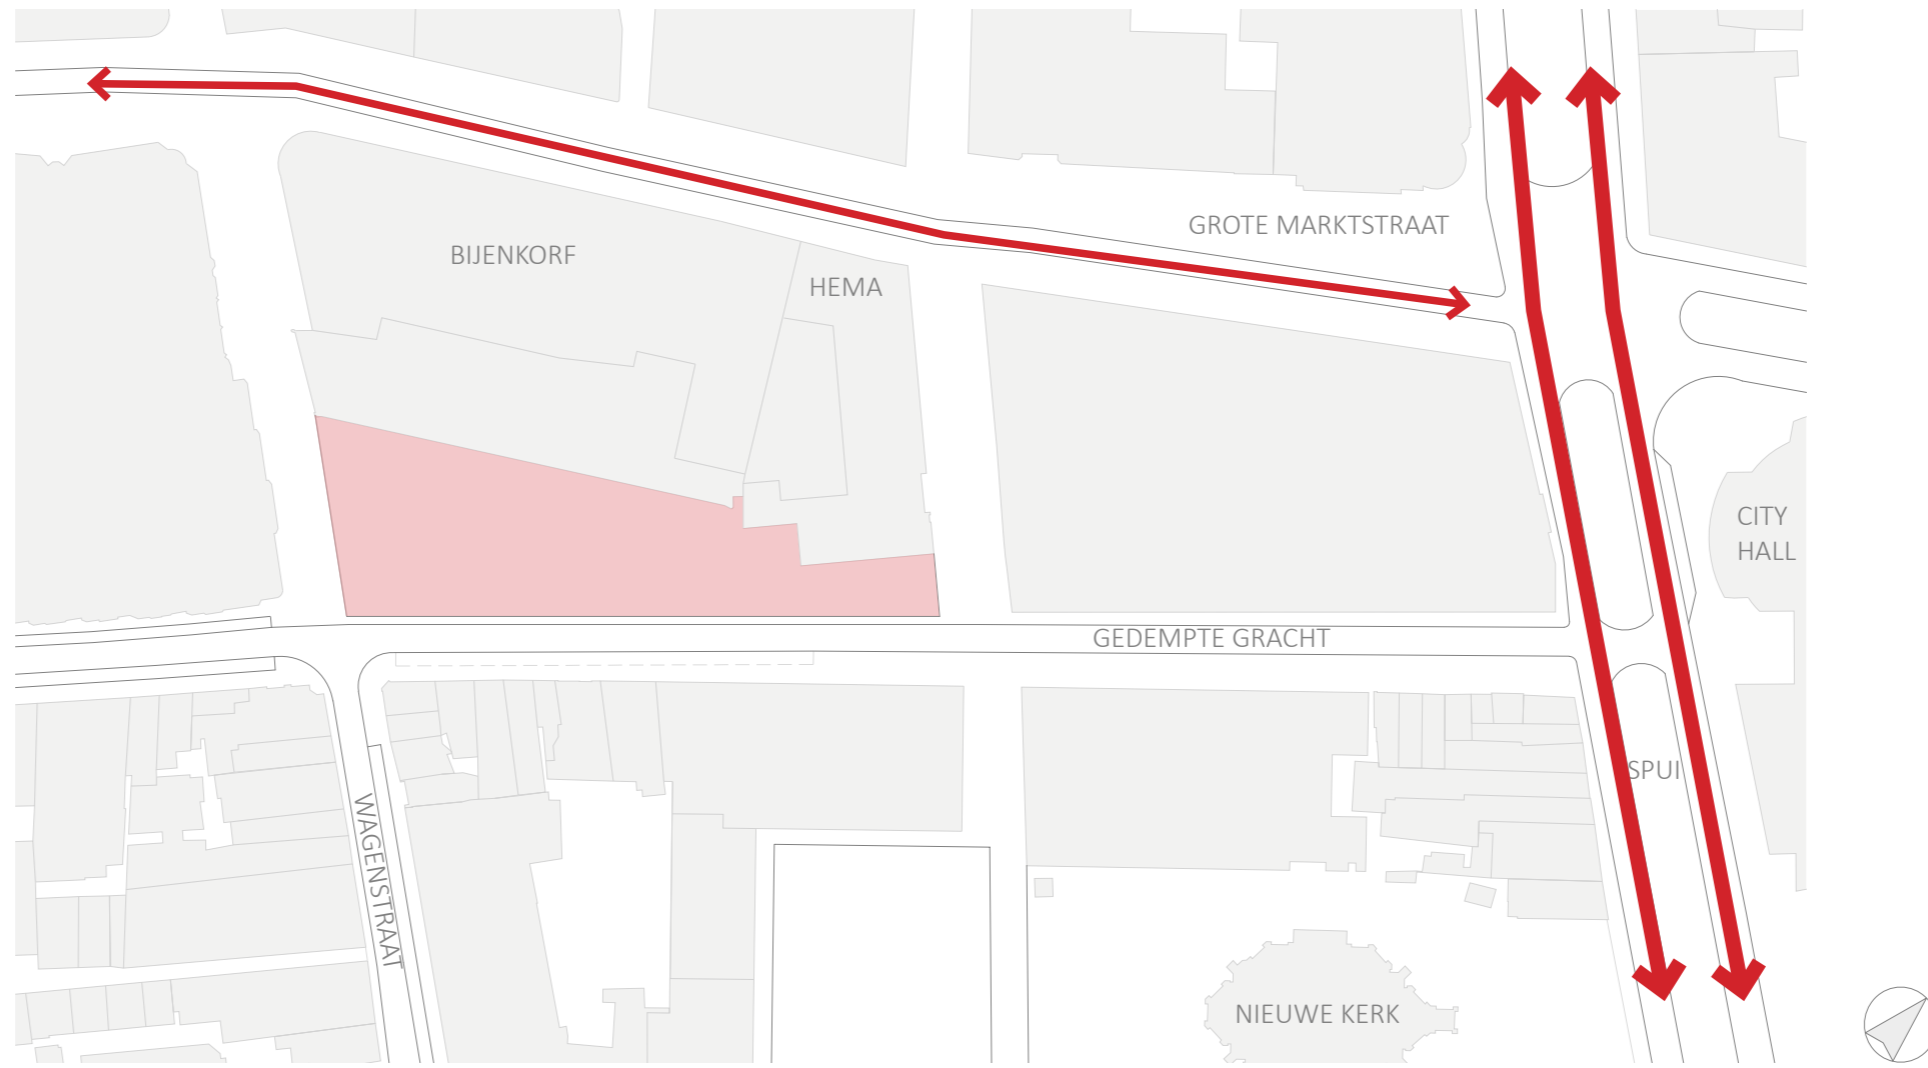 GROTE MARKTSTRAAT
BIJENKORF
HEMA
CITY
HALL
GEDEMPTE GRACHT
SPUI
WAGENSTRAAT
NIEUWE KERK